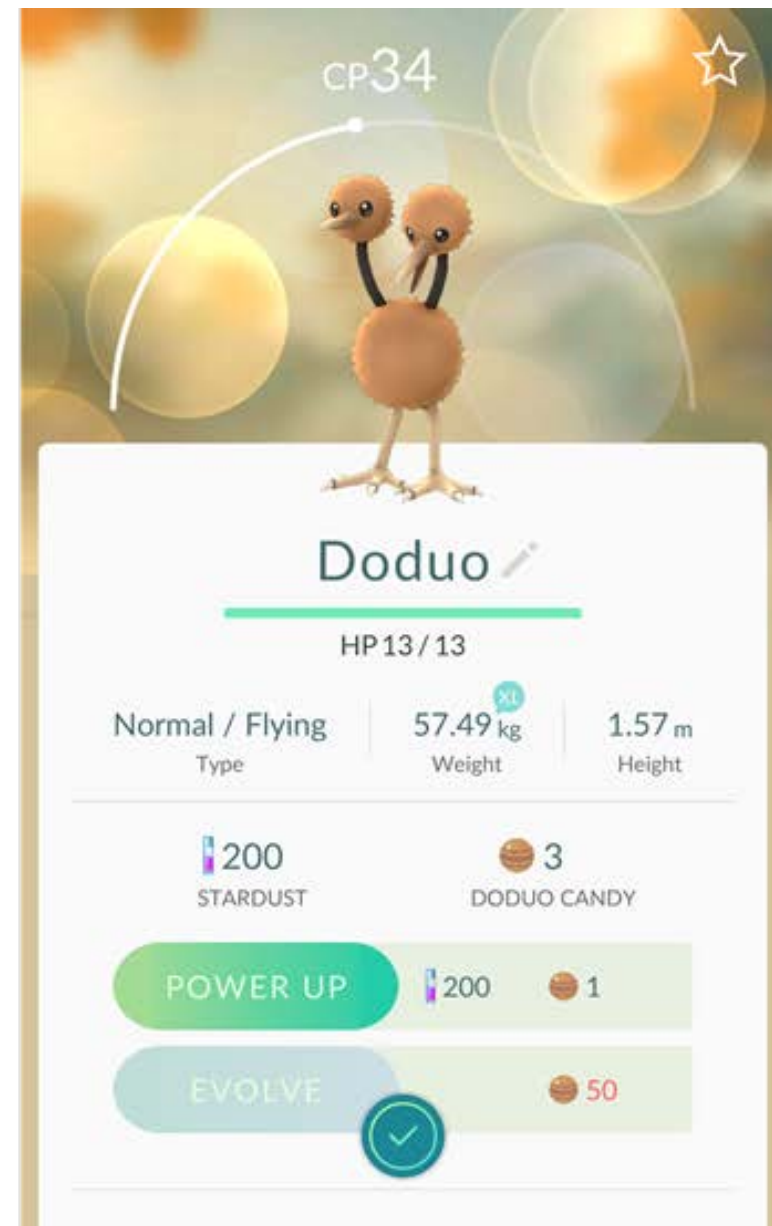 CP34
Doduo
HP 13 / 13
XL
Normal / Flying 57.49 kg 1.57 m
Type Weight Height
200 3
STARDUST DODUO CANDY
POWER UP 200 1
EVOLVE 50